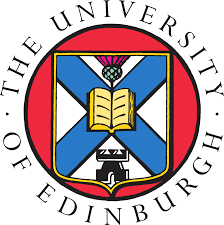 · THE UNIVERSITY ·
OF EDINBURGH